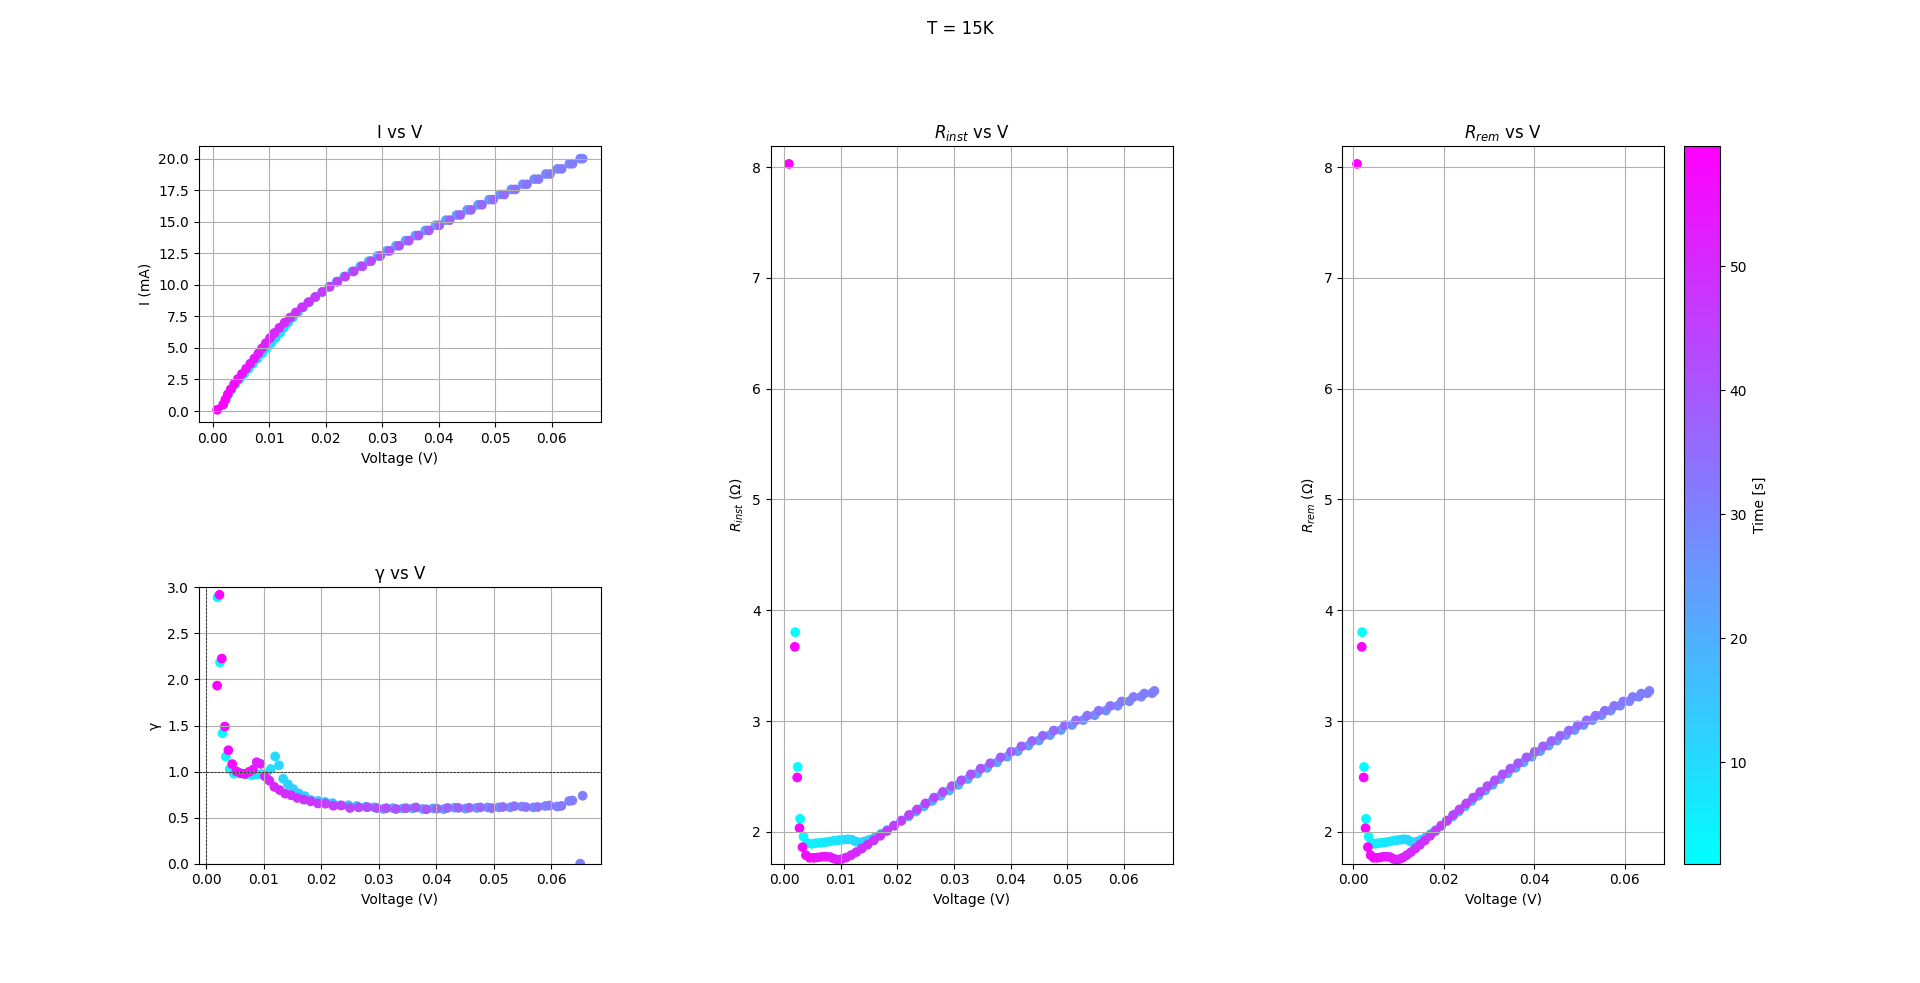 T = 15K
I vs V
I (mA)
20.0
17.5
15.0
12.5
10.0
7.5
5.0
2.5
0.0
0.00 0.01 0.02 0.03 0.04 0.05 0.06
Voltage (V)
γ vs V
γ
3.0
2.5
2.0
1.5
1.0
0.5
0.0
0.00 0.01 0.02 0.03 0.04 0.05 0.06
Voltage (V)
R_inst vs V
R_inst (Ω)
8
7
6
5
4
3
2
0.00 0.01 0.02 0.03 0.04 0.05 0.06
Voltage (V)
R_rem vs V
R_rem (Ω)
8
7
6
5
4
3
2
0.00 0.02 0.04 0.06
Voltage (V)
50
40
30
20
10
Time [s]